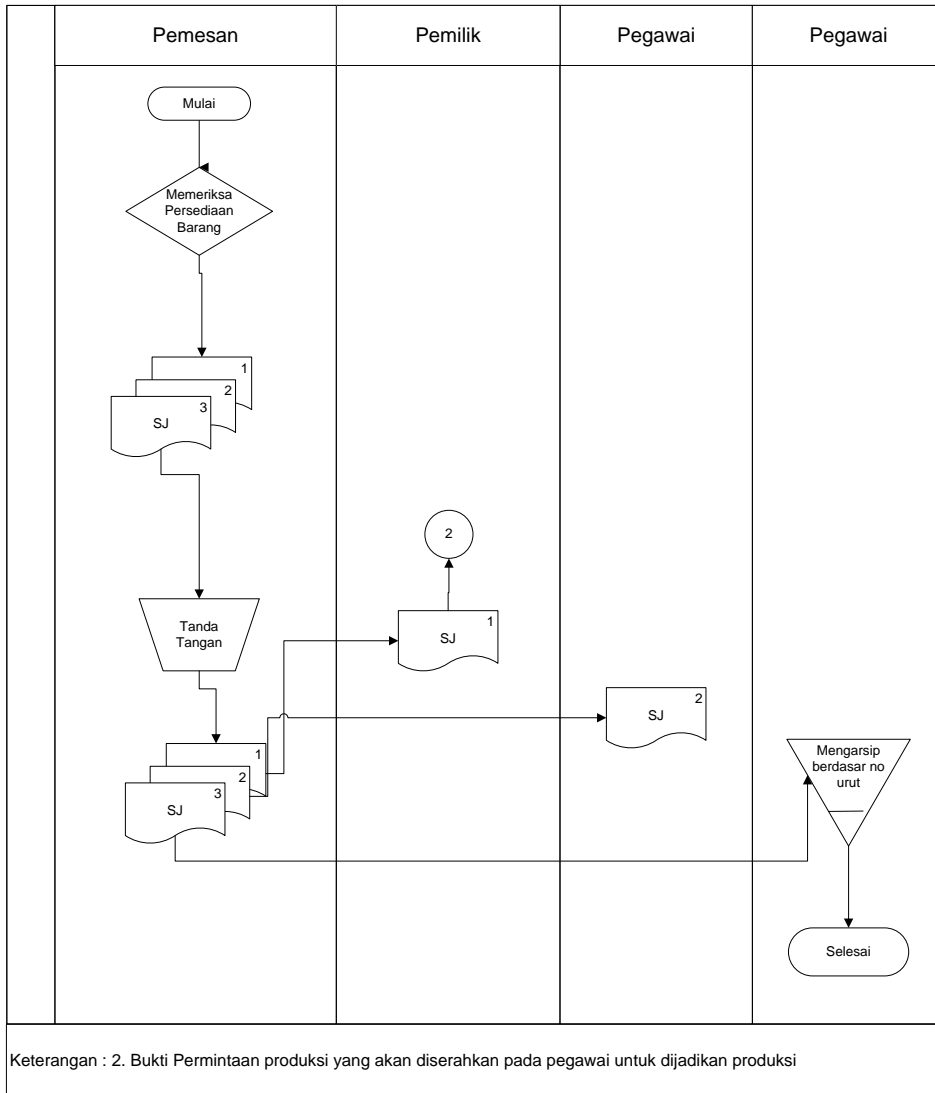 Pemesan
Pemilik
Pegawai
Pegawai
Mulai
Memeriksa
Persediaan
Barang
1
2
3
SJ
2
Tanda
Tangan
1
SJ
2
SJ
1
2
3
SJ
Mengarsip
berdasar no
urut
Selesai
Keterangan : 2. Bukti Permintaan produksi yang akan diserahkan pada pegawai untuk dijadikan produksi